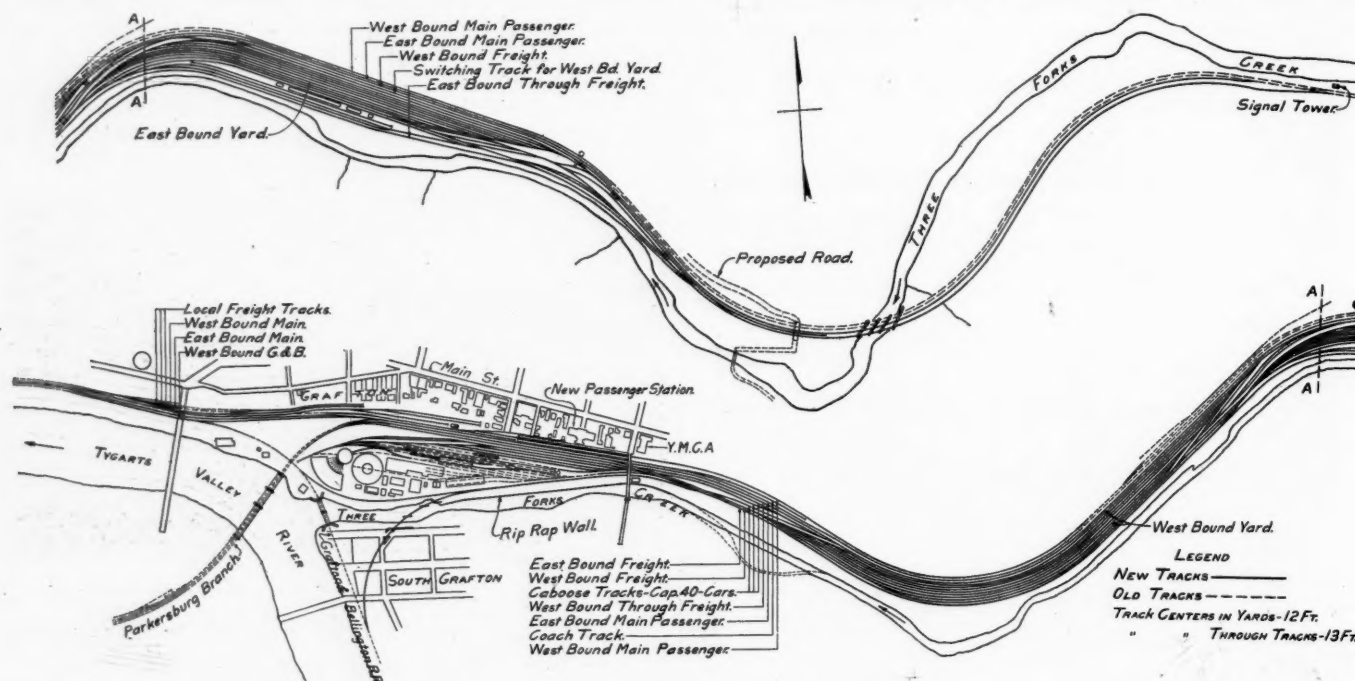 A
A
West Bound Main Passenger.
East Bound Main Passenger.
West Bound Freight.
Switching Track for West Bd. Yard.
East Bound Through Freight.
East Bound Yard.
THREE FORKS CREEK
Signal Tower.
Proposed Road.
Local Freight Tracks.
West Bound Main.
East Bound Main.
West Bound G.& B.
GRAFTON
Main St.
New Passenger Station.
Y.M.C.A
TYGARTS VALLEY RIVER
THREE FORKS CREEK
Rip Rap Wall.
Parkersburg Branch
Grafton & Bellington R.R.
SOUTH GRAFTON
East Bound Freight.
West Bound Freight.
Caboose Tracks-Cap. 40-Cars.
West Bound Through Freight.
East Bound Main Passenger.
Coach Track.
West Bound Main Passenger.
A
A
West Bound Yard.
LEGEND
NEW TRACKS
OLD TRACKS
TRACK CENTERS IN YARDS-12 FT.
" " THROUGH TRACKS-13 FT.